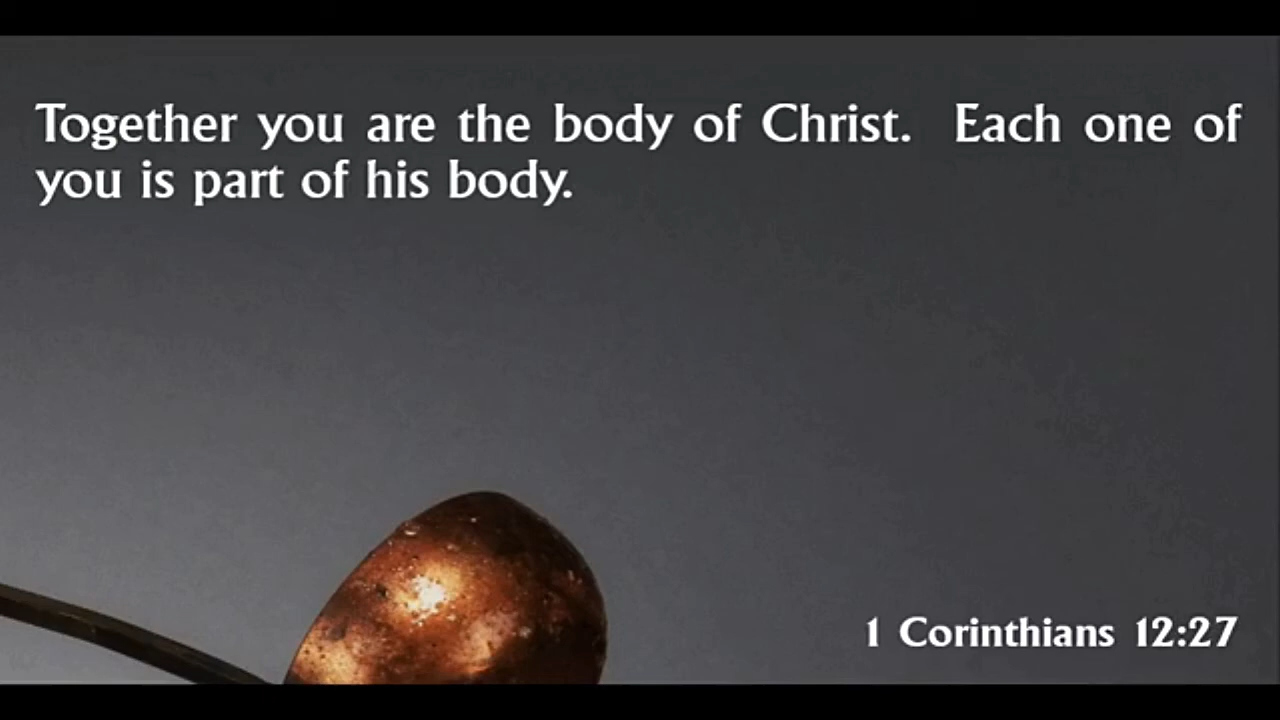 Together you are the body of Christ.  Each one of
you is part of his body.
1 Corinthians 12:27